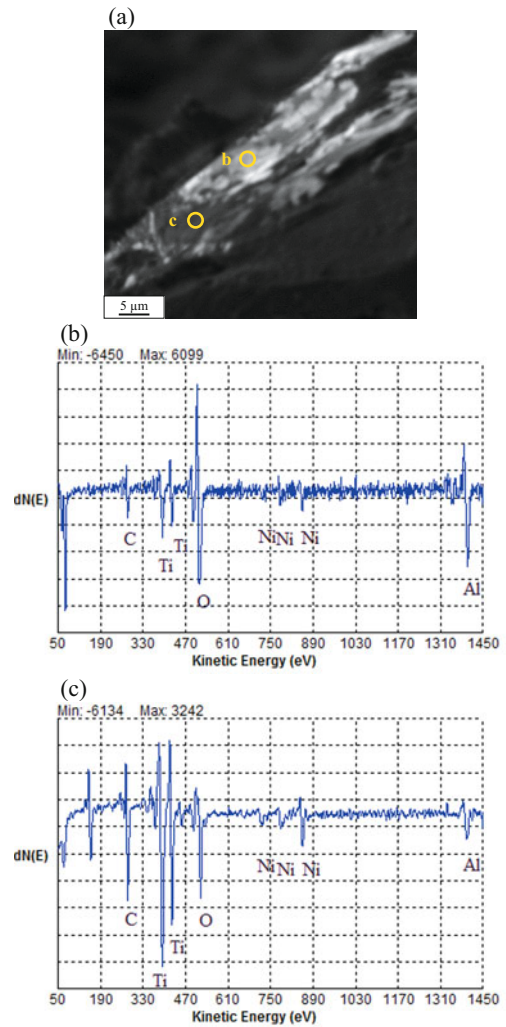 (a)
b
c
5 µm
(b)
Min: -6450 Max: 6099
dN(E)
C
Ti
Ti
O
Ni Ni Ni
Al
50 190 330 470 610 750 890 1030 1170 1310 1450
Kinetic Energy (eV)
(c)
Min: -6134 Max: 3242
dN(E)
C
Ti
Ti
O
Ni Ni Ni
Al
50 190 330 470 610 750 890 1030 1170 1310 1450
Kinetic Energy (eV)